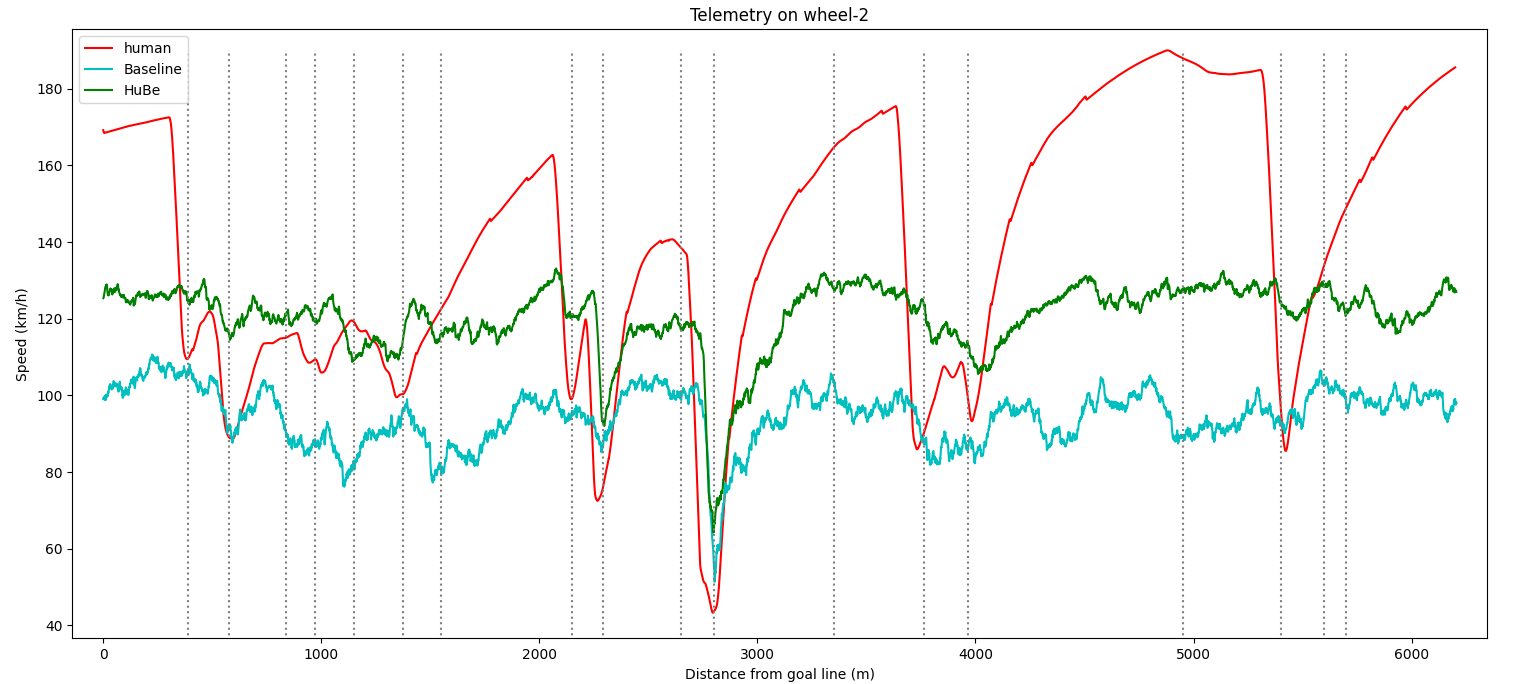 Telemetry on wheel-2
human
Baseline
HuBe
Speed (km/h)
180
160
140
120
100
80
60
40
0 1000 2000 3000 4000 5000 6000
Distance from goal line (m)